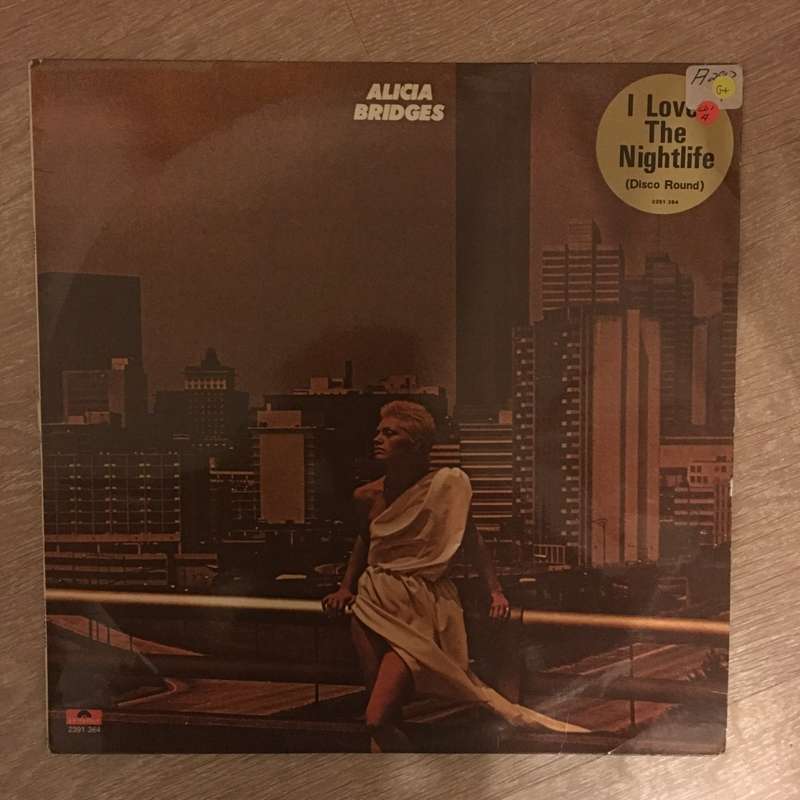 ALICIA
BRIDGES
G+
I Love
The
Nightlife
(Disco Round)
2391 364
2391 364